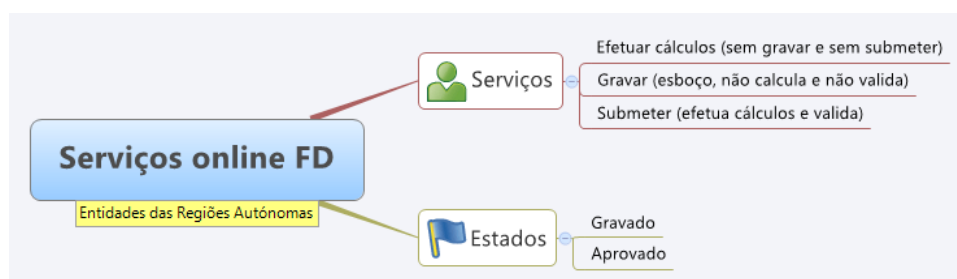 Serviços online FD
Entidades das Regiões Autónomas
Serviços
Efetuar cálculos (sem gravar e sem submeter)
Gravar (esboço, não calcula e não valida)
Submeter (efetua cálculos e valida)
Estados
Gravado
Aprovado